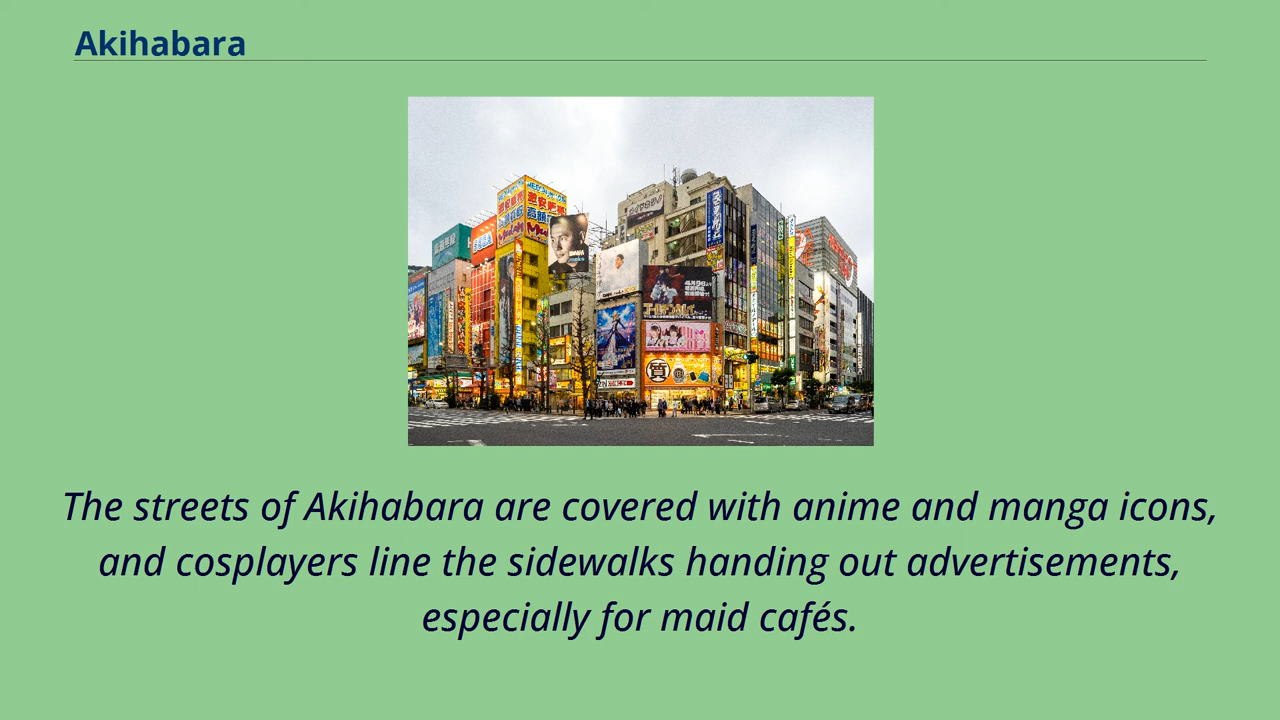 Akihabara
質
The streets of Akihabara are covered with anime and manga icons,
and cosplayers line the sidewalks handing out advertisements,
especially for maid cafés.